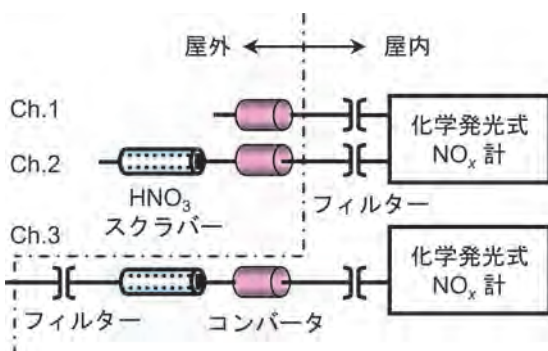 屋外 屋内
Ch.1
化学発光式
NOx 計
Ch.2
HNO3
スクラバー
フィルター
Ch.3
化学発光式
NOx 計
フィルター
コンバータ